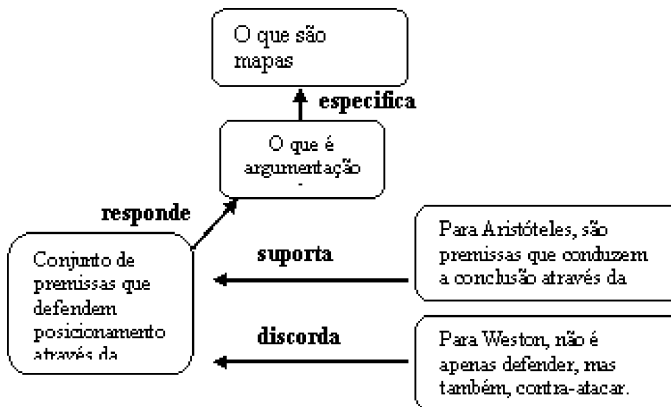 O que são
mapas
especifica
O que é
argumentação
responde
Conjunto de
premissas que
defendem
posicionamento
através da
suporta
Para Aristóteles, são
premissas que conduzem
a conclusão através da
discorda
Para Weston, não é
apenas defender, mas
também, contra-atacar.